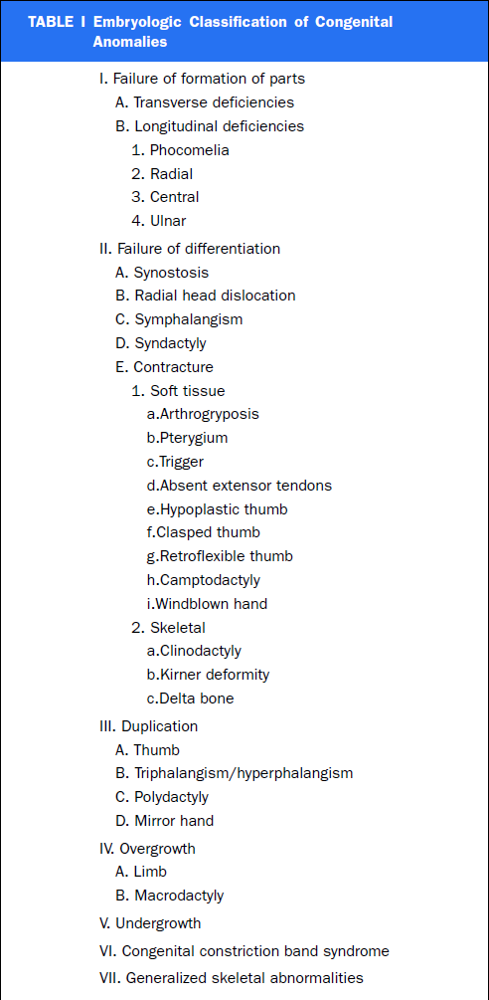 TABLE I Embryologic Classification of Congenital
Anomalies
I. Failure of formation of parts
A. Transverse deficiencies
B. Longitudinal deficiencies
1. Phocomelia
2. Radial
3. Central
4. Ulnar
II. Failure of differentiation
A. Synostosis
B. Radial head dislocation
C. Symphalangism
D. Syndactyly
E. Contracture
1. Soft tissue
a.Arthrogryposis
b.Pterygium
c.Trigger
d.Absent extensor tendons
e.Hypoplastic thumb
f.Clasped thumb
g.Retroflexible thumb
h.Camptodactyly
i.Windblown hand
2. Skeletal
a.Clinodactyly
b.Kirner deformity
c.Delta bone
III. Duplication
A. Thumb
B. Triphalangism/hyperphalangism
C. Polydactyly
D. Mirror hand
IV. Overgrowth
A. Limb
B. Macrodactyly
V. Undergrowth
VI. Congenital constriction band syndrome
VII. Generalized skeletal abnormalities